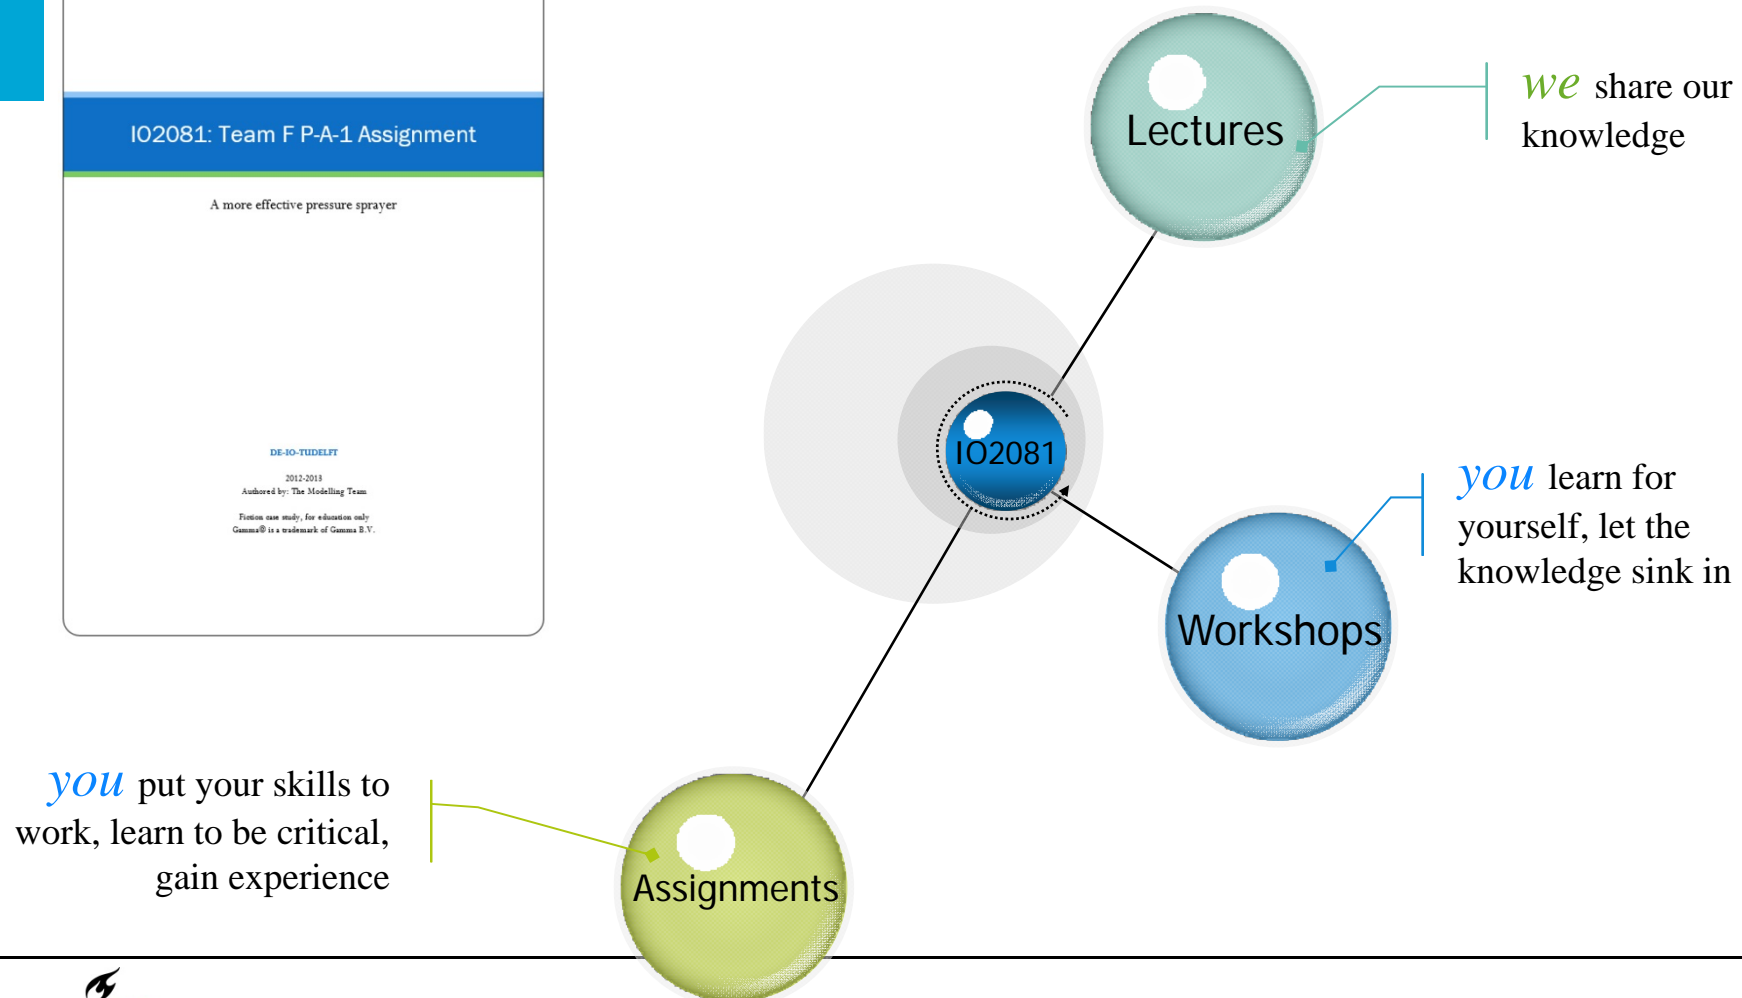 IO2081: Team F P-A-1 Assignment
A more effective pressure sprayer
DE-IO-TUDELFT
2012-2013
Authored by: The Modelling Team
Fiction case study, for education only
Gamma® is a trademark of Gamma B.V.
Lectures
we share our
knowledge
IO2081
you learn for
yourself, let the
knowledge sink in
Workshops
you put your skills to
work, learn to be critical,
gain experience
Assignments